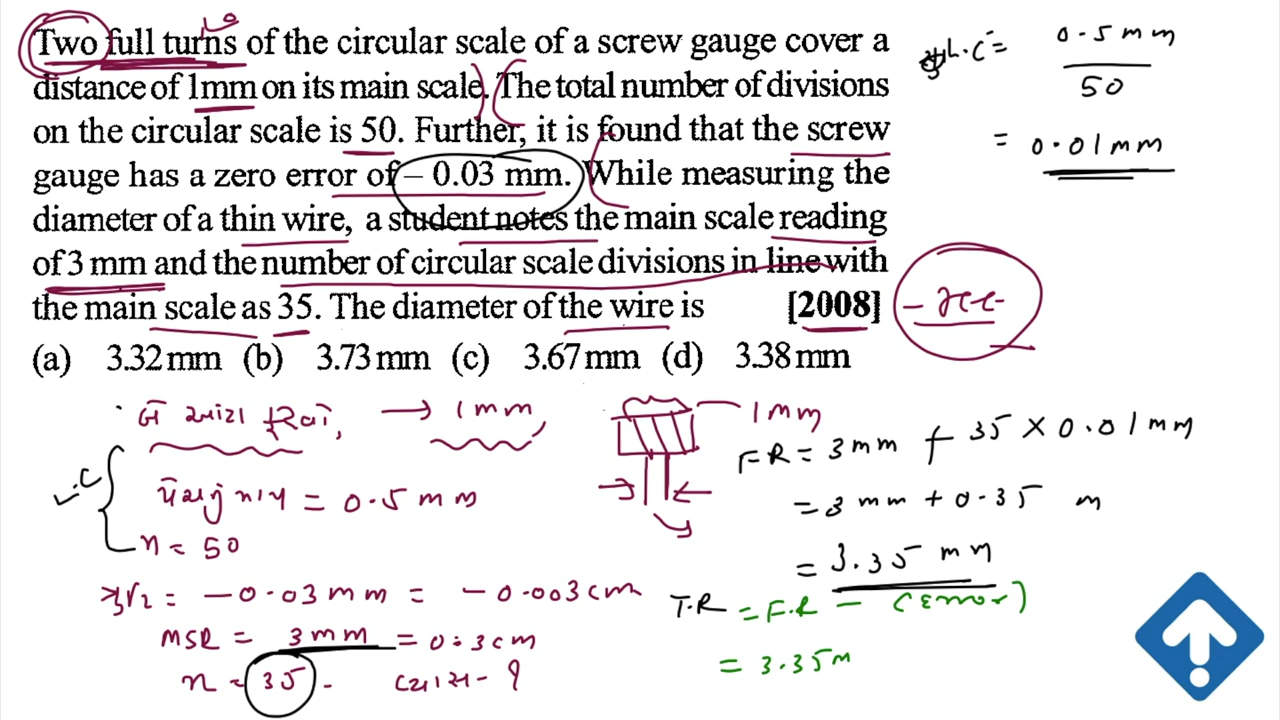 Two full turns of the circular scale of a screw gauge cover a
distance of 1mm on its main scale. The total number of divisions
on the circular scale is 50. Further, it is found that the screw
gauge has a zero error of – 0.03 mm. While measuring the
diameter of a thin wire, a student notes the main scale reading
of 3 mm and the number of circular scale divisions in line with
the main scale as 35. The diameter of the wire is [2008]
(a) 3.32 mm (b) 3.73 mm (c) 3.67 mm (d) 3.38 mm
L.C = 0.5 mm
50
= 0.01 mm
→ 1 mm
1 mm
L.C
= 0.5 mm
n = 50
= -0.03 mm = -0.003 cm
MSR = 3 mm = 0.3 cm
n = 35 - ?
F R = 3 mm + 35 × 0.01 mm
= 3 mm + 0.35 m
= 3.35 mm
T.R = F.R - (Error)
= 3.35 m